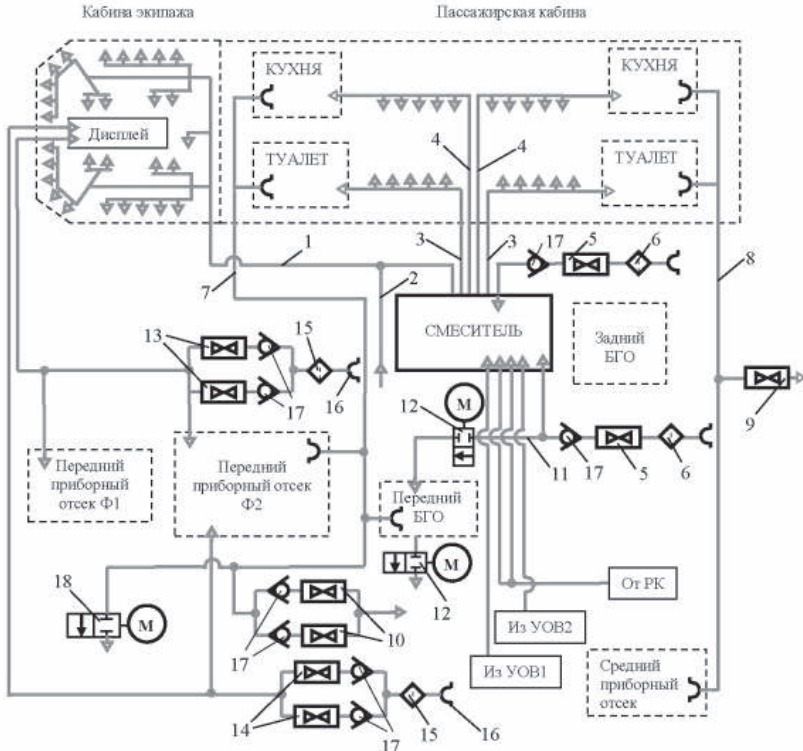 Кабина экипажа
Пассажирская кабина
КУХНЯ
КУХНЯ
Дисплей
4
4
ТУАЛЕТ
ТУАЛЕТ
3
3
17
5
6
1
7
2
8
СМЕСИТЕЛЬ
Задний
БГО
13
15
17
16
9
12
М
11
17
5
6
Передний
приборный
отсек Ф1
Передний
приборный отсек
Ф2
Передний
БГО
М
12
18
М
От РК
10
17
Из УОВ2
Из УОВ1
Средний
приборный
отсек
14
17
15
16